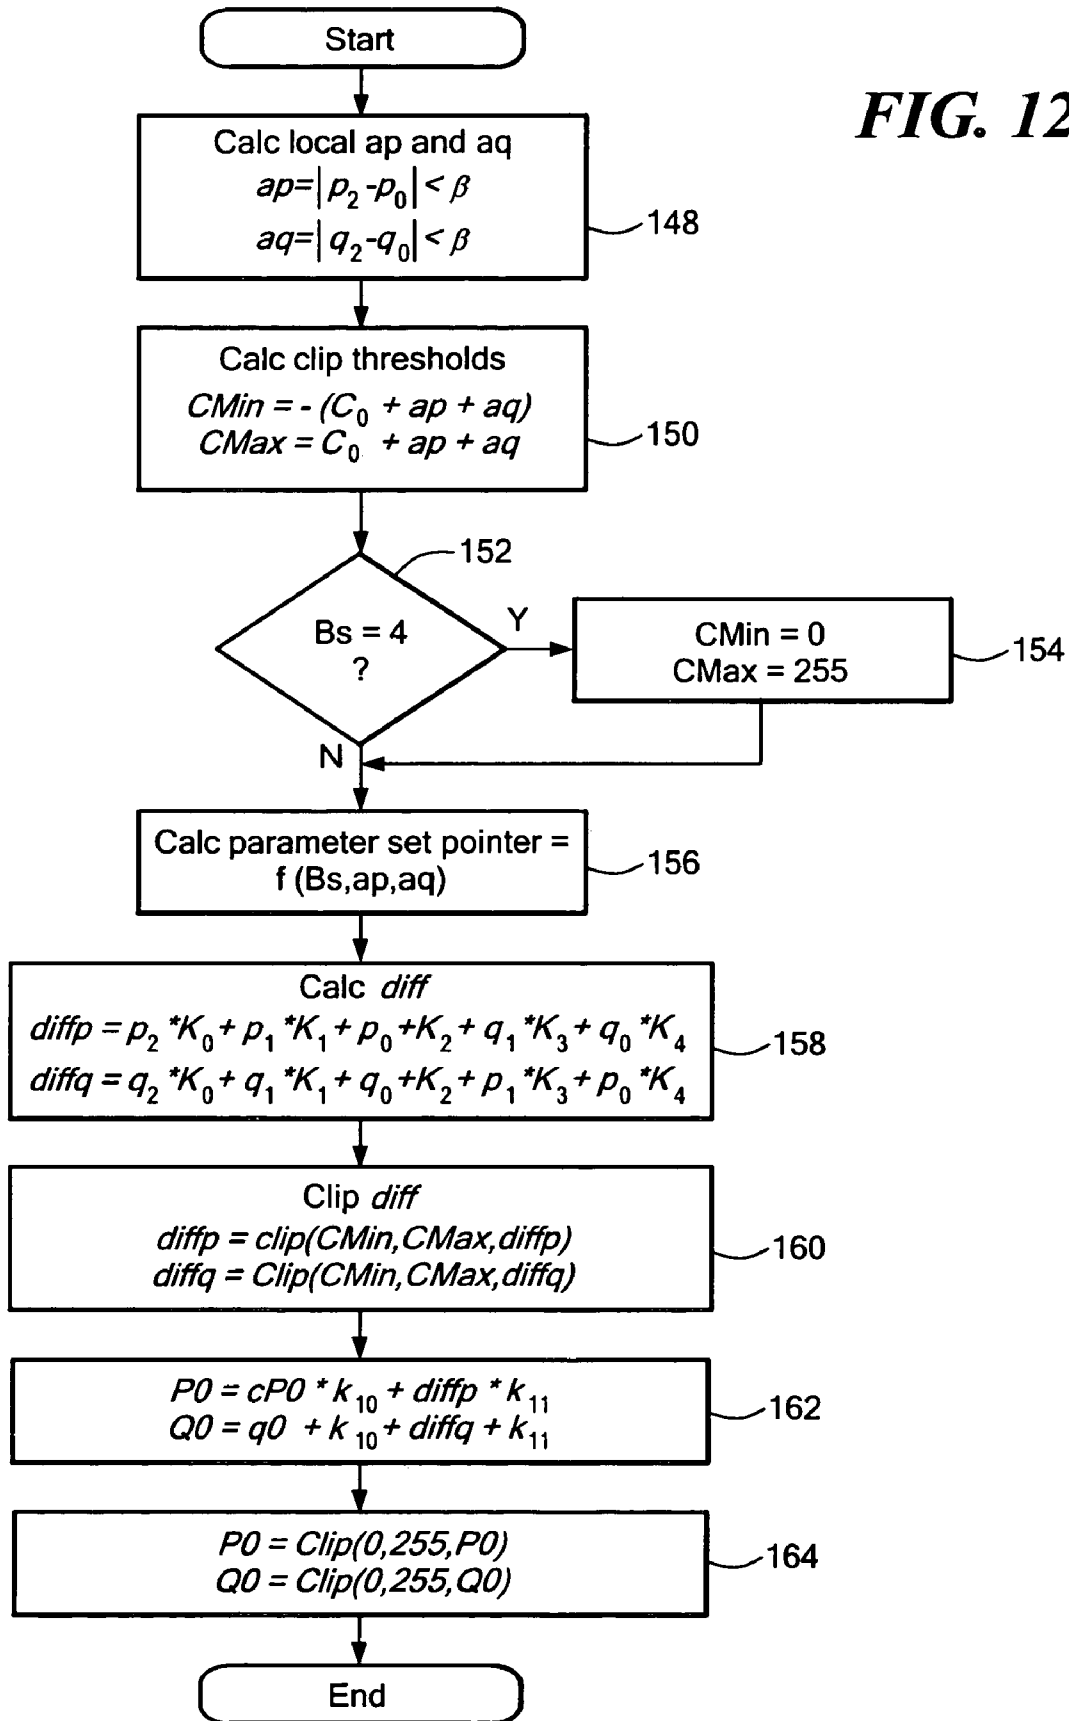 Start
FIG. 12
Calc local ap and aq
ap=|p₂-p₀|< β
aq=|q₂-q₀|< β
148
Calc clip thresholds
CMin = - (C₀ + ap + aq)
CMax = C₀ + ap + aq
150
152
Bs = 4
?
Y
CMin = 0
CMax = 255
154
N
Calc parameter set pointer =
f (Bs,ap,aq)
156
Calc diff
diffp = p₂ *K₀+ p₁ *K₁+ p₀ +K₂+ q₁ *K₃+ q₀ *K₄
diffq = q₂ *K₀+ q₁ *K₁+ q₀ +K₂+ p₁ *K₃+ p₀ *K₄
158
Clip diff
diffp = clip(CMin,CMax,diffp)
diffq = Clip(CMin,CMax,diffq)
160
P0 = cP0 * k₁₀ + diffp * k₁₁
Q0 = q0 + k₁₀ + diffq + k₁₁
162
P0 = Clip(0,255,P0)
Q0 = Clip(0,255,Q0)
164
End